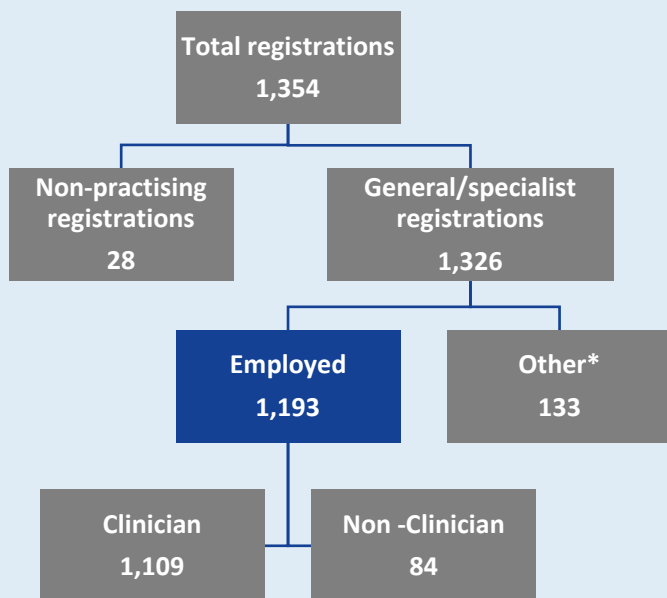 Total registrations
1,354
Non-practising
registrations
28
General/specialist
registrations
1,326
Employed
1,193
Other*
133
Clinician
1,109
Non -Clinician
84